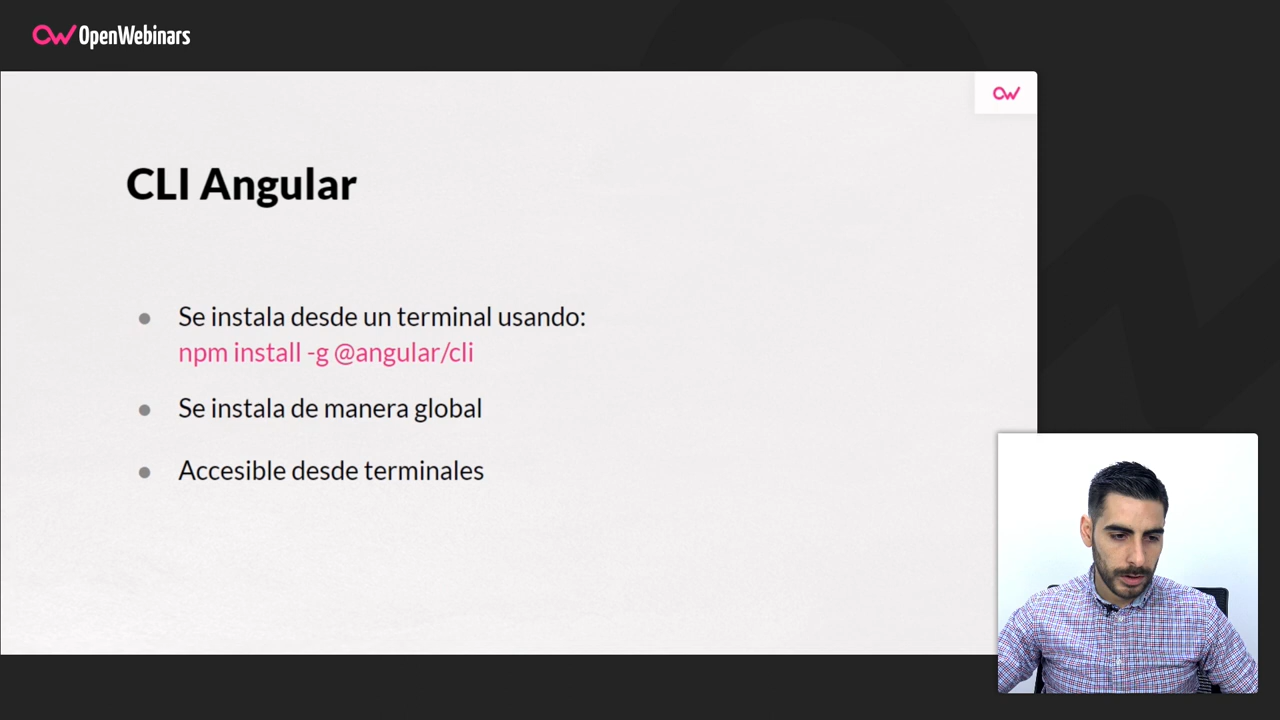 OpenWebinars
CLI Angular
Se instala desde un terminal usando:
npm install -g @angular/cli
Se instala de manera global
Accesible desde terminales